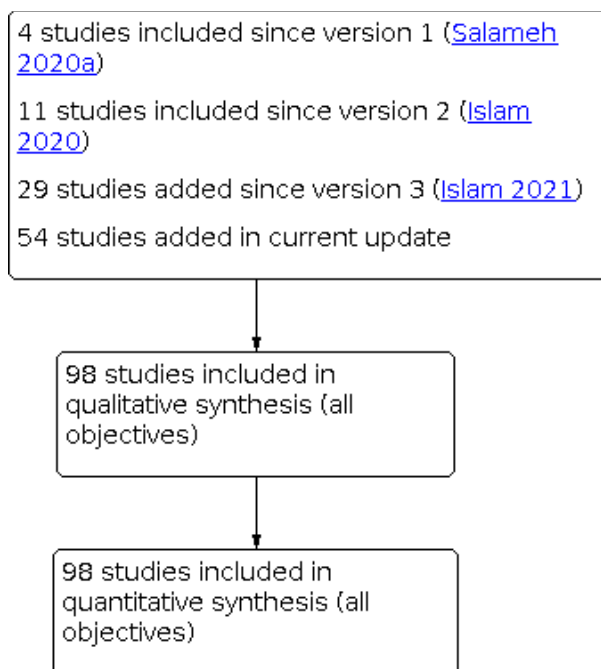 4 studies included since version 1 (Salameh
2020a)
11 studies included since version 2 (Islam
2020)
29 studies added since version 3 (Islam 2021)
54 studies added in current update
98 studies included in
qualitative synthesis (all
objectives)
98 studies included in
quantitative synthesis (all
objectives)